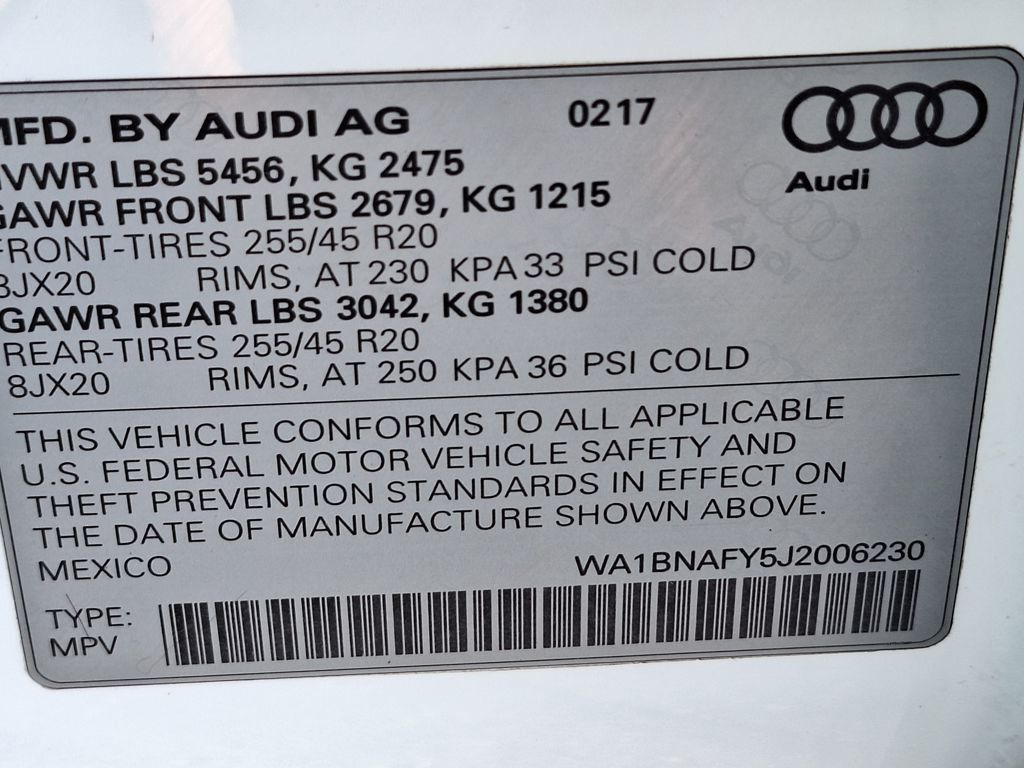 MFD. BY AUDI AG 0217
GVWR LBS 5456, KG 2475
GAWR FRONT LBS 2679, KG 1215
Audi
FRONT-TIRES 255/45 R20
8JX20 RIMS, AT 230 KPA 33 PSI COLD
GAWR REAR LBS 3042, KG 1380
REAR-TIRES 255/45 R20
8JX20 RIMS, AT 250 KPA 36 PSI COLD
THIS VEHICLE CONFORMS TO ALL APPLICABLE
U.S. FEDERAL MOTOR VEHICLE SAFETY AND
THEFT PREVENTION STANDARDS IN EFFECT ON
THE DATE OF MANUFACTURE SHOWN ABOVE.
MEXICO WA1BNAFY5J2006230
TYPE:
MPV